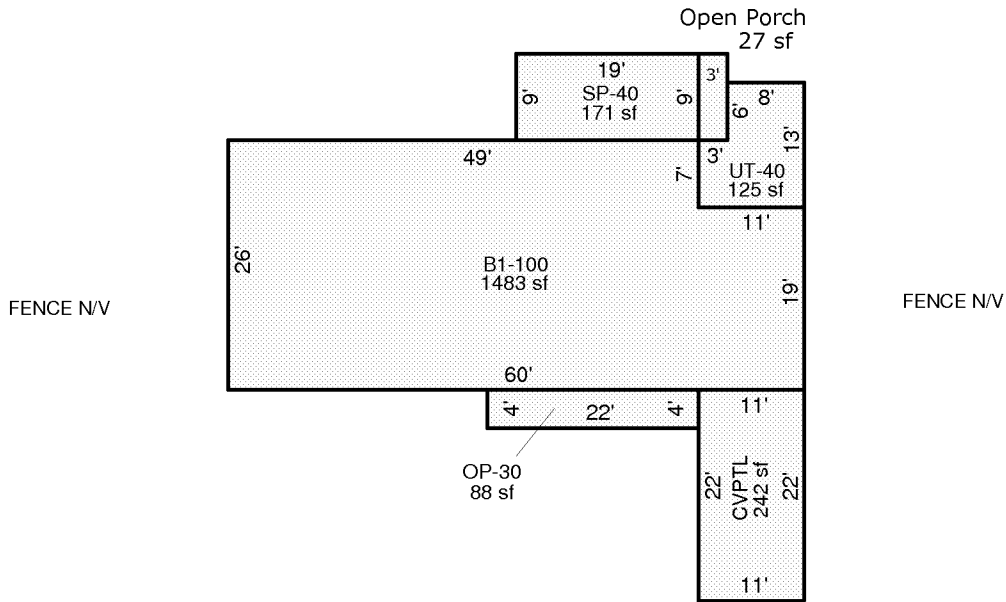 Open Porch
27 sf
19'
3'
SP-40
171 sf
9'
9'
6'
8'
13'
49'
3'
7'
UT-40
125 sf
11'
26'
B1-100
1483 sf
19'
FENCE N/V
FENCE N/V
60'
4'
22'
4'
11'
OP-30
88 sf
22'
CVPTL
242 sf
22'
11'